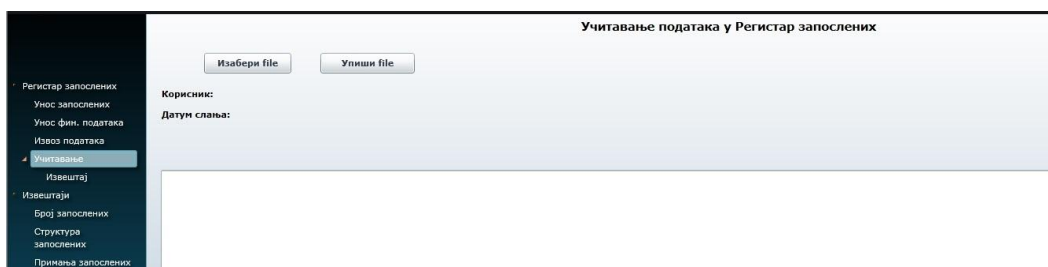 Учитавање података у Регистар запослених
Изабери file
Упиши file
Корисник:
Датум слања:
Регистар запослених
Унос запослених
Унос фин. података
Извоз података
Учитавање
Извештај
Извештаји
Број запослених
Структура
запослених
Примања запослених